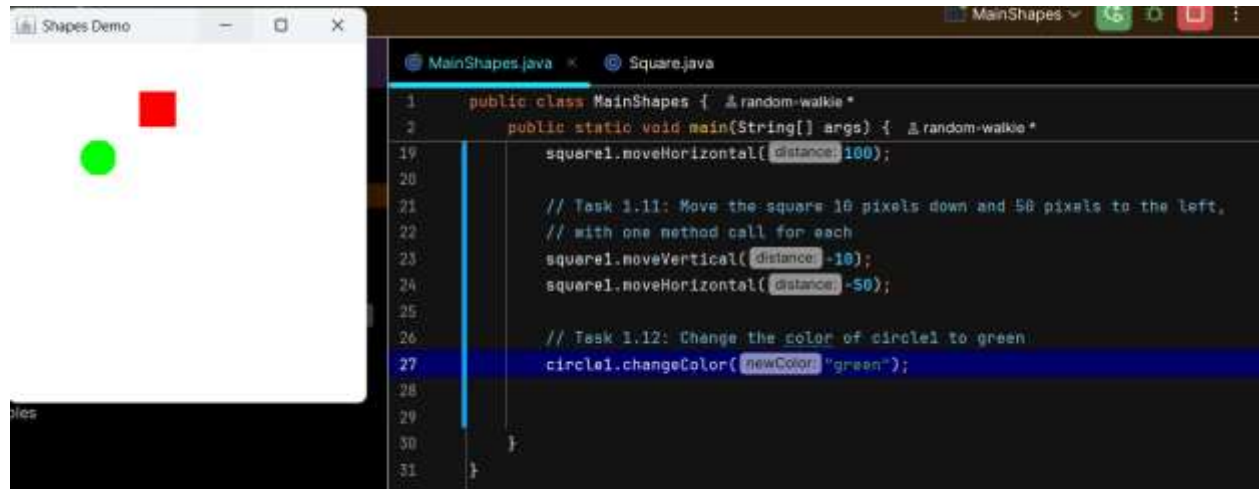 Shapes Demo
MainShapes
MainShapes.java
Square.java
1 public class MainShapes { random-walkie *
2 public static void main(String[] args) { random-walkie *
19 square1.moveHorizontal( distance: 100);
20
21 // Task 1.11: Move the square 10 pixels down and 50 pixels to the left,
22 // with one method call for each
23 square1.moveVertical( distance: -10);
24 square1.moveHorizontal( distance: -50);
25
26 // Task 1.12: Change the color of circle1 to green
27 circle1.changeColor( newColor: "green");
28
29
30 }
31 }